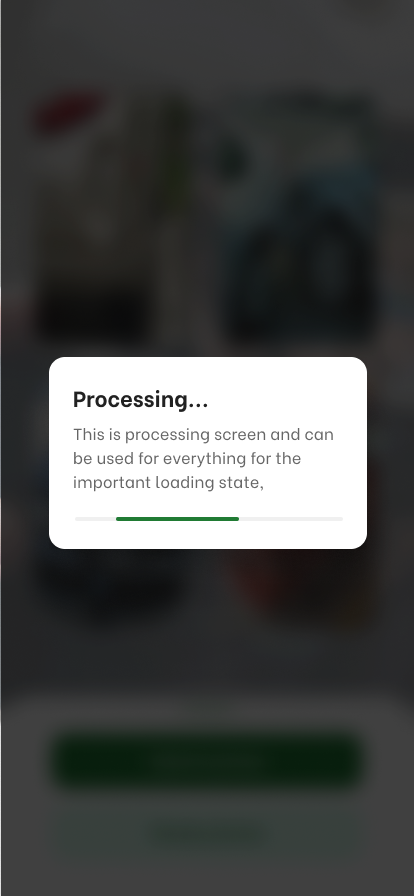 Processing...
This is processing screen and can
be used for everything for the
important loading state,